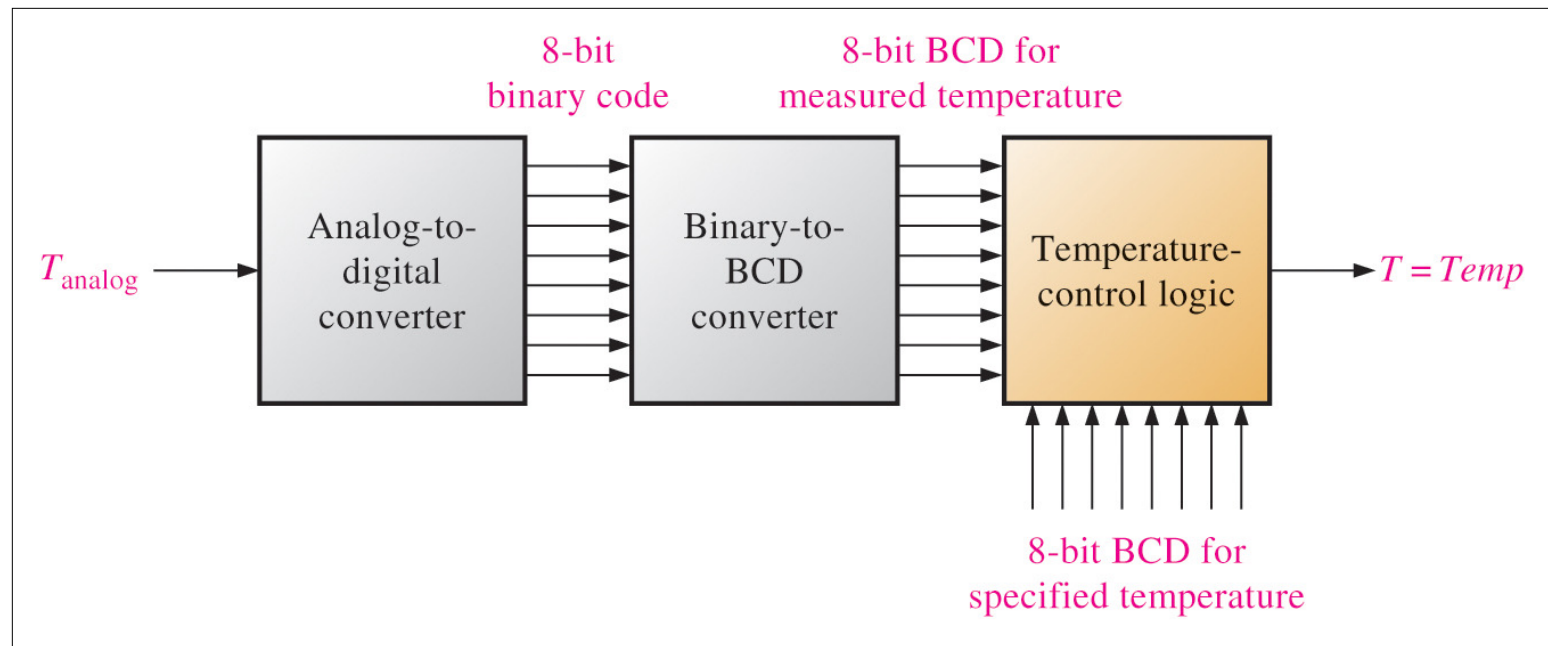 8-bit
binary code
8-bit BCD for
measured temperature
T analog
Analog-to-
digital
converter
Binary-to-
BCD
converter
Temperature-
control logic
T = Temp
8-bit BCD for
specified temperature